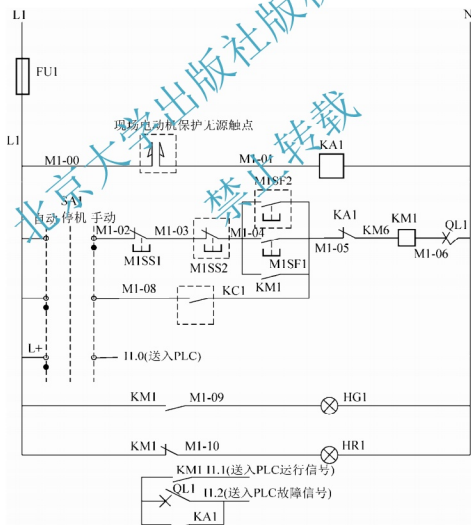 L1
N
FU1
L1
现场电动机保护无源触点
M1-00
M1-01
KA1
SA1
自动 停机 手动
M1SF2
M1-02
M1-03
M1-04
KA1
KM1
QL1
M1SS1
M1SS2
M1SF1
M1-05
KM6
M1-06
KM1
M1-08
KC1
L+
I1.0(送入PLC)
KM1
M1-09
HG1
KM1
M1-10
HR1
KM1 I1.1(送入PLC运行信号)
QL1
I1.2(送入PLC故障信号)
KA1
北京大学出版社版权
禁止转载